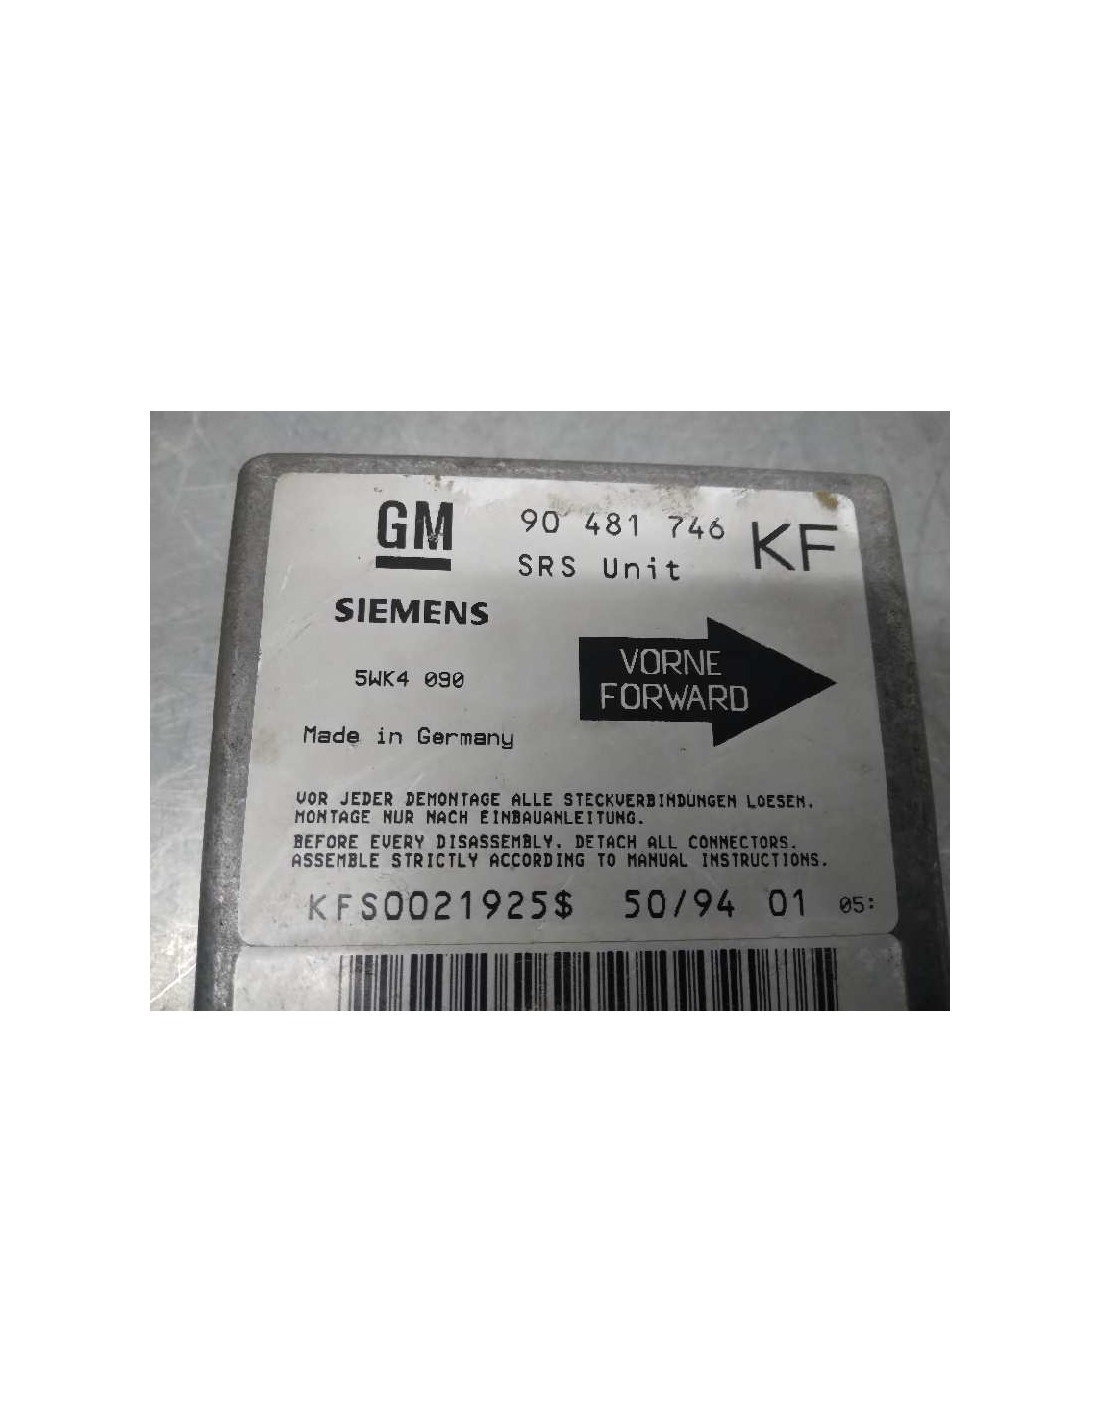 GM
90 481 746
KF
SRS Unit
SIEMENS
VORNE
FORWARD
5WK4 090
Made in Germany
VOR JEDER DEMONTAGE ALLE STECKVERBINDUNGEN LOESEN.
MONTAGE NUR NACH EINBAUANLEITUNG.
BEFORE EVERY DISASSEMBLY, DETACH ALL CONNECTORS.
ASSEMBLE STRICTLY ACCORDING TO MANUAL INSTRUCTIONS.
KFS0021925$ 50/94 01 05: